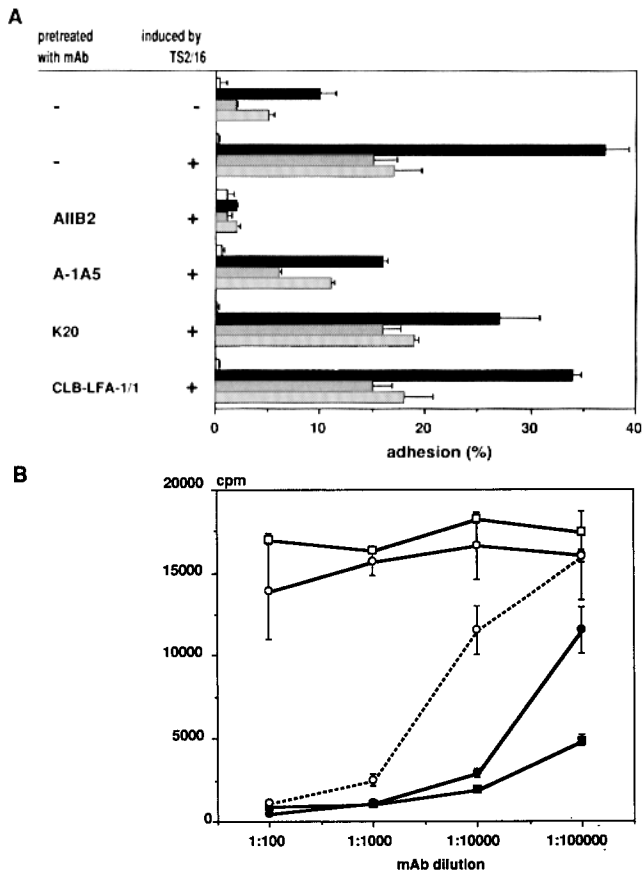 A
pretreated with mAb
induced by TS2/16
- -
- +
AIIB2 +
A-1A5 +
K20 +
CLB-LFA-1/1 +
0 10 20 30 40
adhesion (%)
B
20000 cpm
15000
10000
5000
0
1:100 1:1000 1:10000 1:100000
mAb dilution